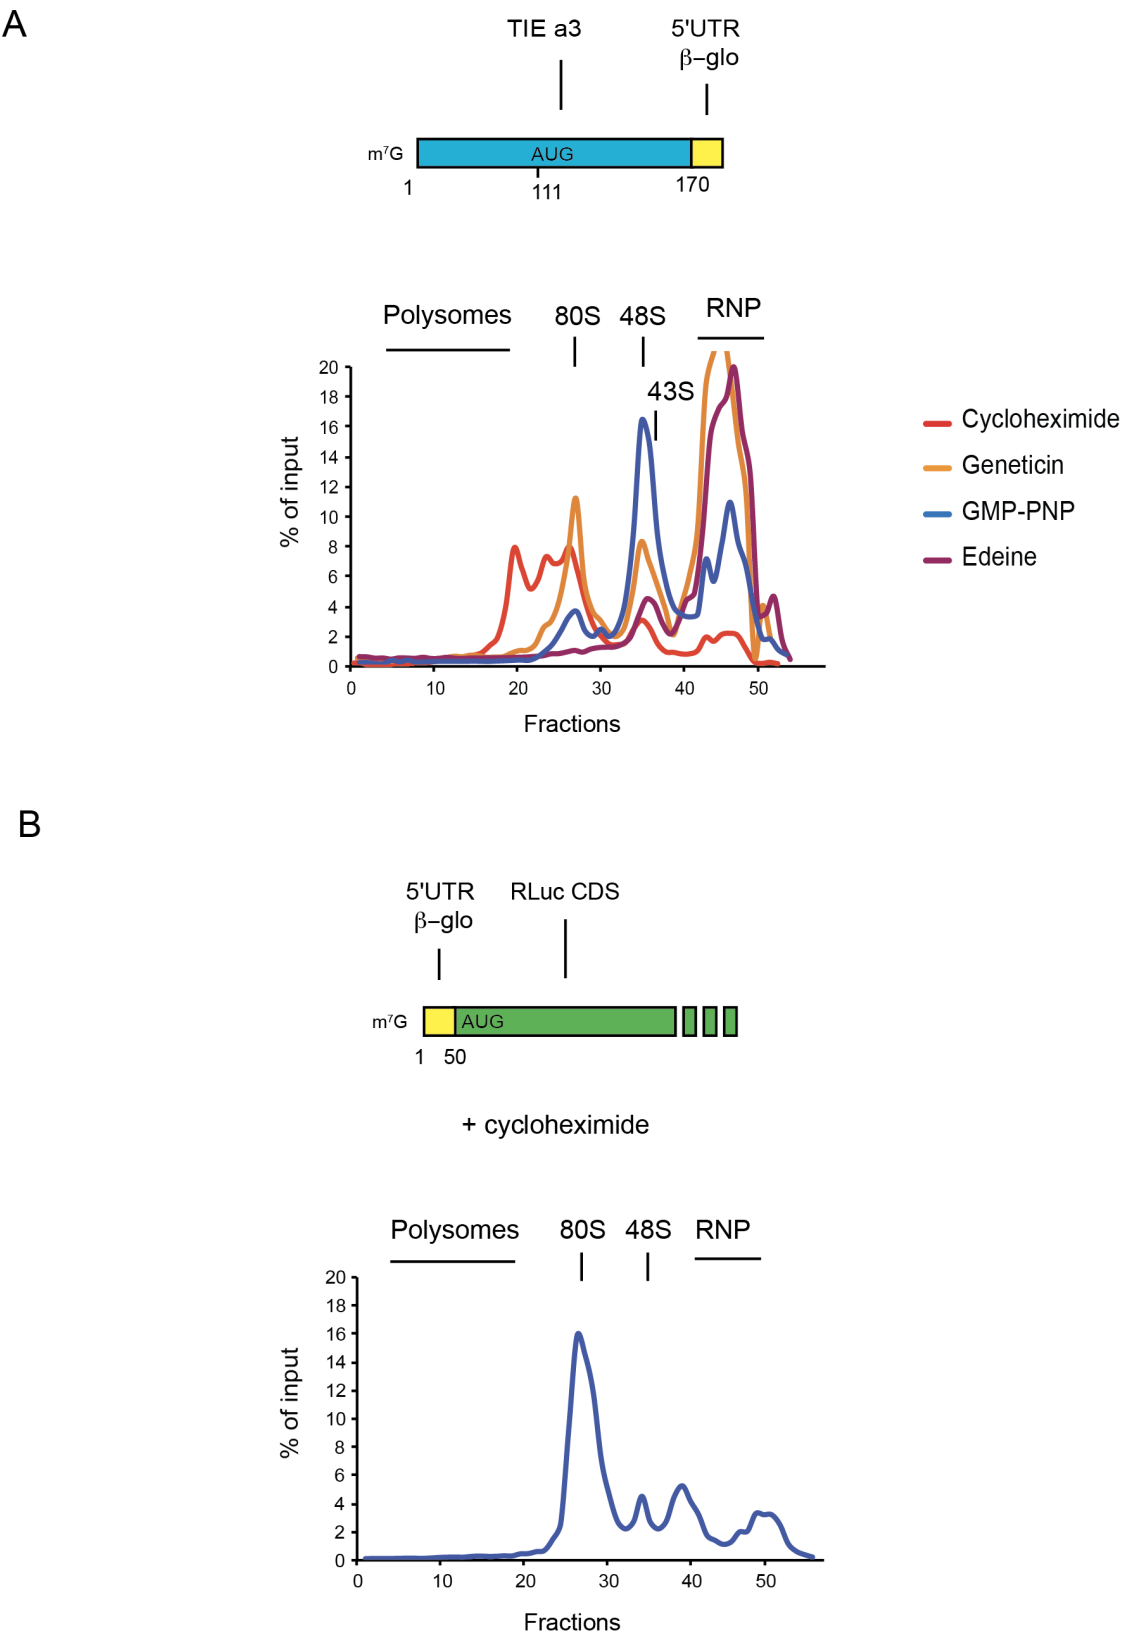 A
TIE a3
5'UTR
β–glo
m⁷G
AUG
1
111
170
Polysomes
80S
48S
RNP
43S
20
18
16
14
12
10
8
6
4
2
0
% of input
0
10
20
30
40
50
Fractions
Cycloheximide
Geneticin
GMP-PNP
Edeine
B
5'UTR
β–glo
RLuc CDS
m⁷G
AUG
1
50
+ cycloheximide
Polysomes
80S
48S
RNP
20
18
16
14
12
10
8
6
4
2
0
% of input
0
10
20
30
40
50
Fractions